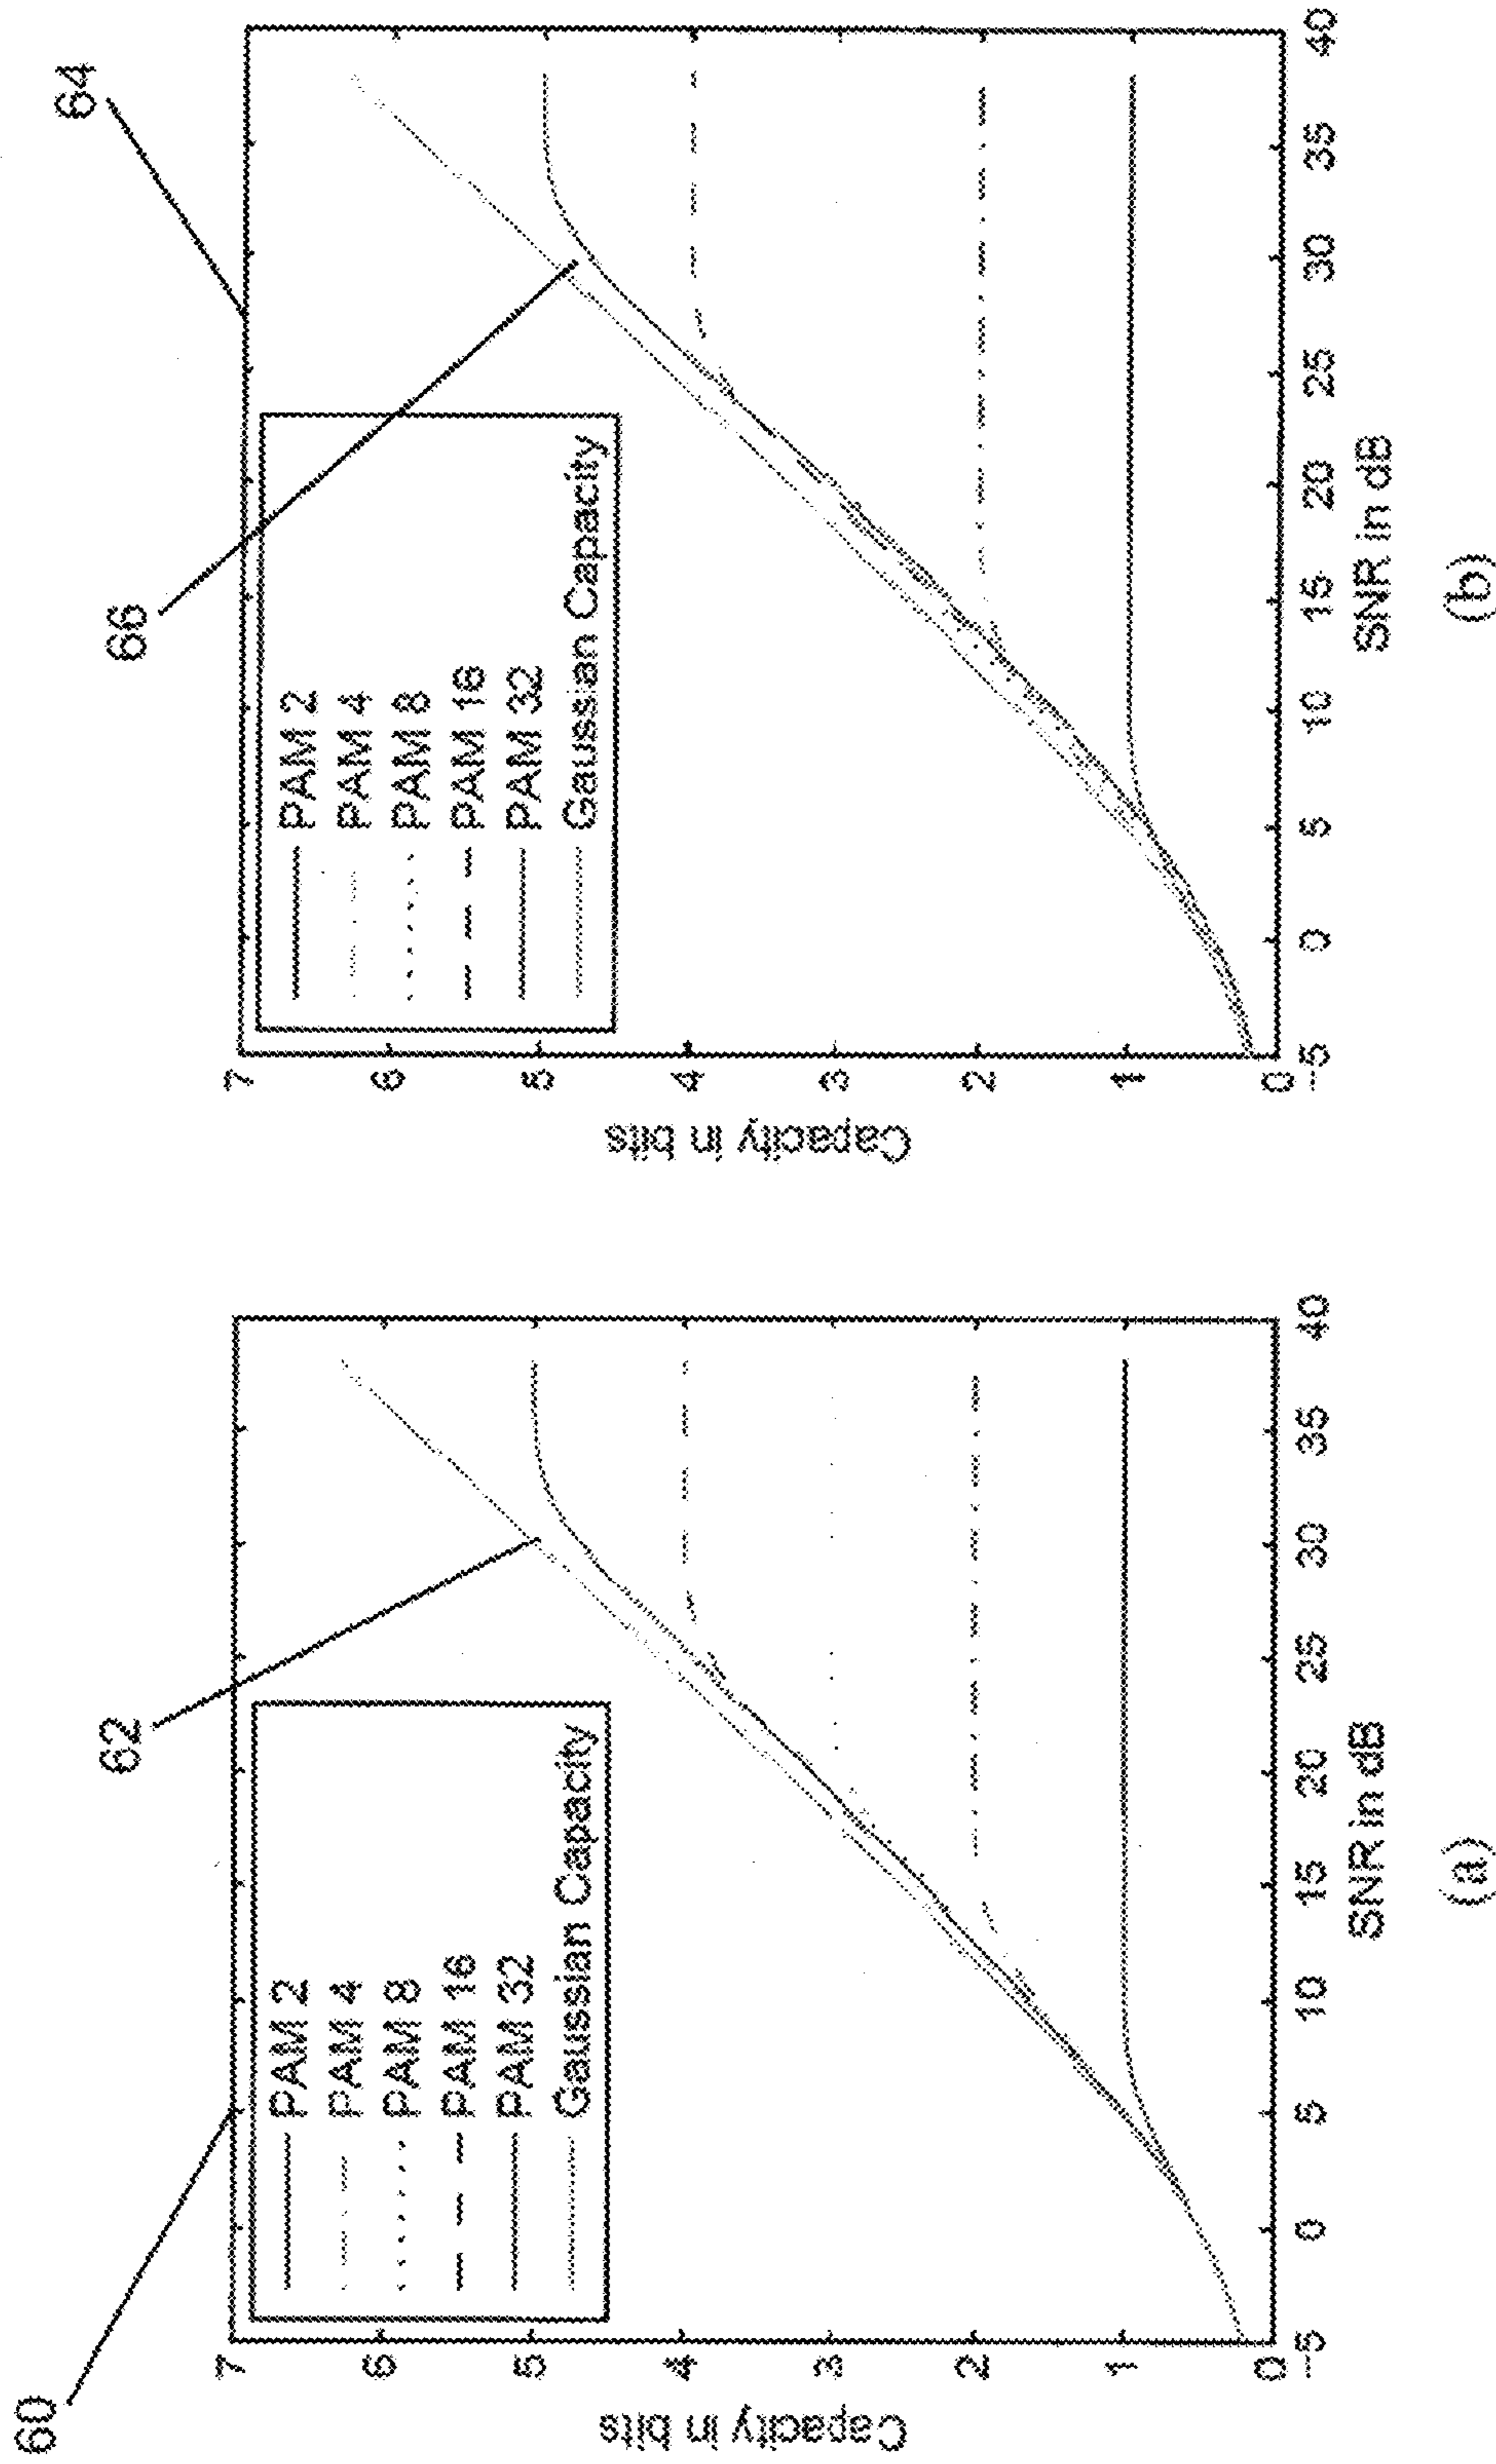 60
62
PAM 2
PAM 4
PAM 8
PAM 16
PAM 32
Gaussian Capacity
Capacity in bits
7
6
5
4
3
2
1
0
-5 0 5 10 15 20 25 30 35 40
SNR in dB
(a)
64
66
PAM 2
PAM 4
PAM 8
PAM 16
PAM 32
Gaussian Capacity
Capacity in bits
7
6
5
4
3
2
1
0
-5 0 5 10 15 20 25 30 35 40
SNR in dB
(b)